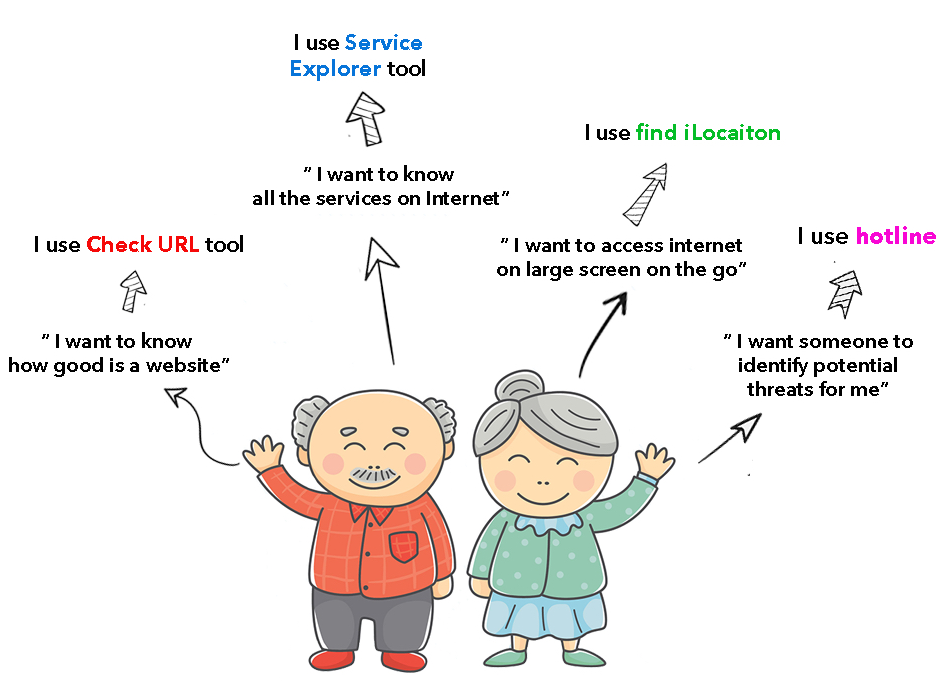 I use Service
Explorer tool
" I want to know
all the services on Internet"
I use find iLocaiton
" I want to access internet
on large screen on the go"
I use Check URL tool
" I want to know
how good is a website"
I use hotline
" I want someone to
identify potential
threats for me"